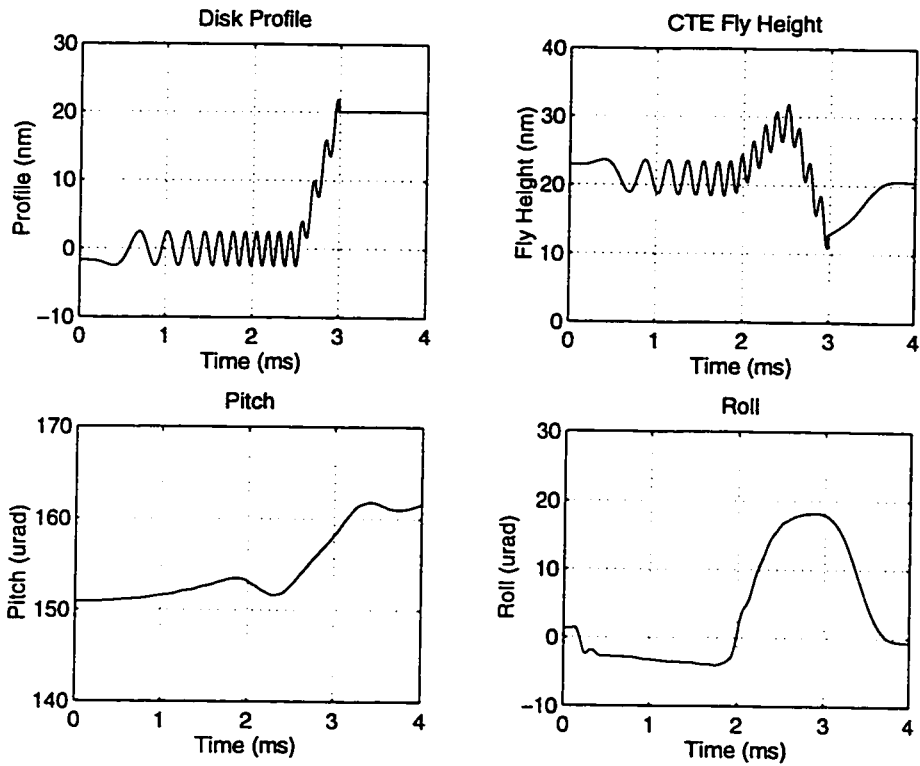 Disk Profile
30
20
10
0
−10
Profile (nm)
0 1 2 3 4
Time (ms)
CTE Fly Height
40
30
20
10
0
Fly Height (nm)
0 1 2 3 4
Time (ms)
Pitch
170
160
150
140
Pitch (urad)
0 1 2 3 4
Time (ms)
Roll
30
20
10
0
−10
Roll (urad)
0 1 2 3 4
Time (ms)